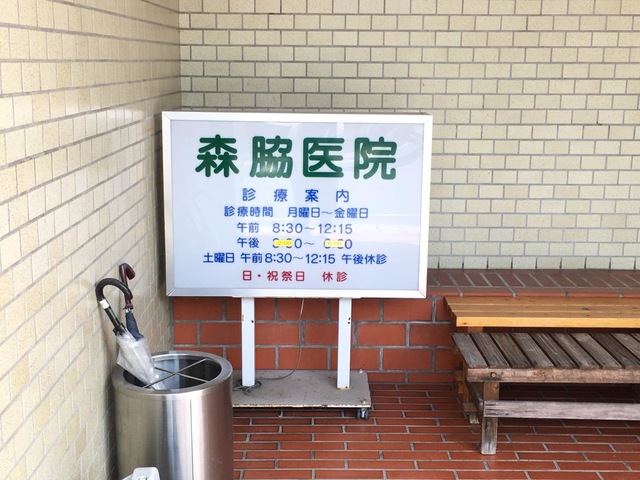 森脇医院
診療案内
診療時間 月曜日～金曜日
午前 8:30～12:15
午後
土曜日 午前8:30～12:15 午後休診
日・祝祭日 休診